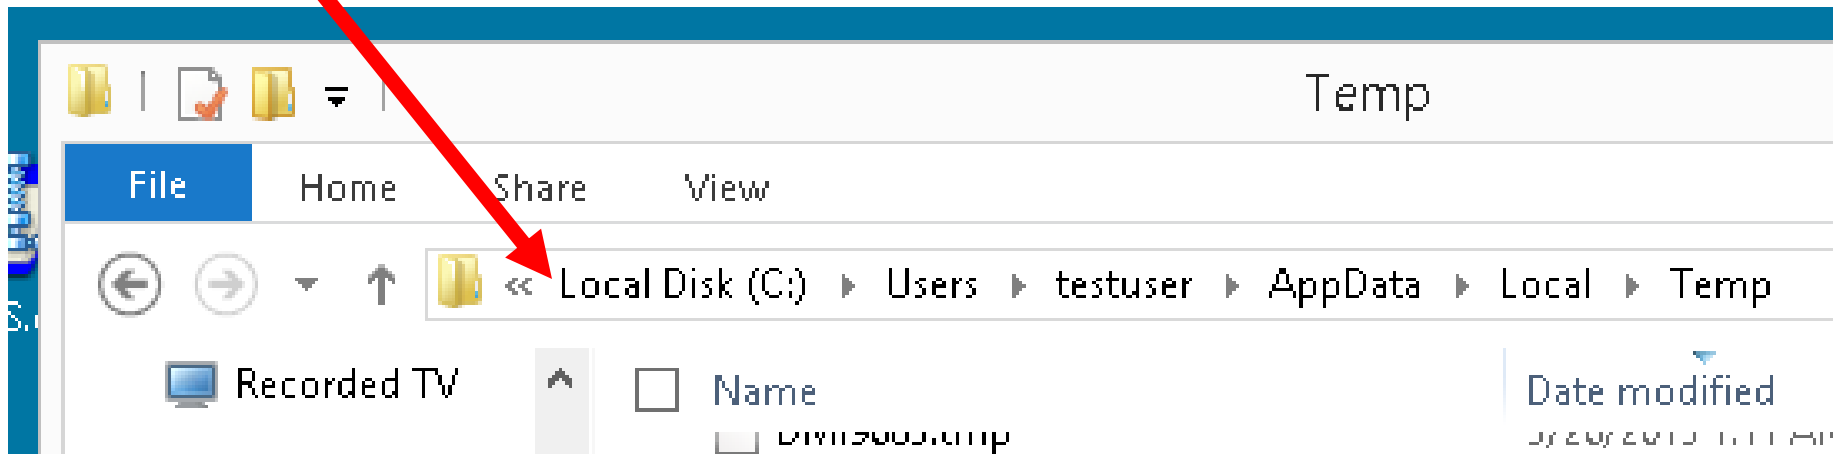 Temp
File Home Share View
« Local Disk (C:) Users testuser AppData Local Temp
Recorded TV Name Date modified